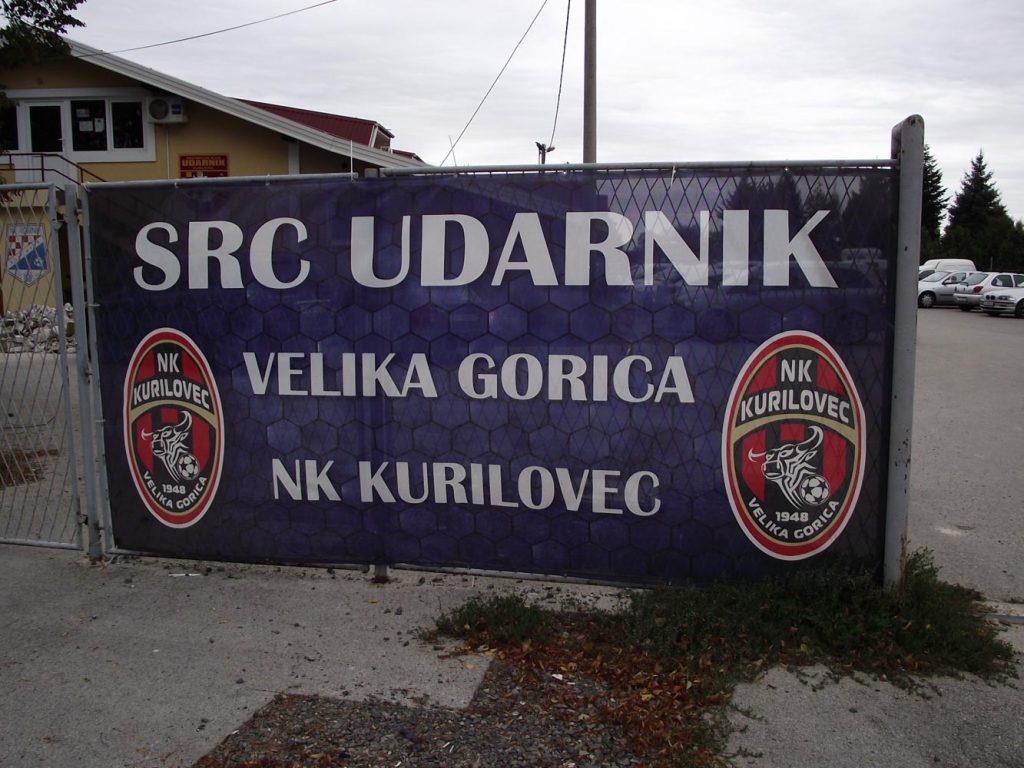 UDARNIK
SRC UDARNIK
VELIKA GORICA
NK KURILOVEC
NK
KURILOVEC
1948
VELIKA GORICA
NK
KURILOVEC
1948
VELIKA GORICA